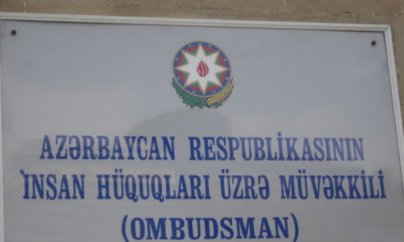 AZƏRBAYCAN RESPUBLİKASININ
İNSAN HÜQUQLARI ÜZRƏ MÜVƏKKİLİ
(OMBUDSMAN)